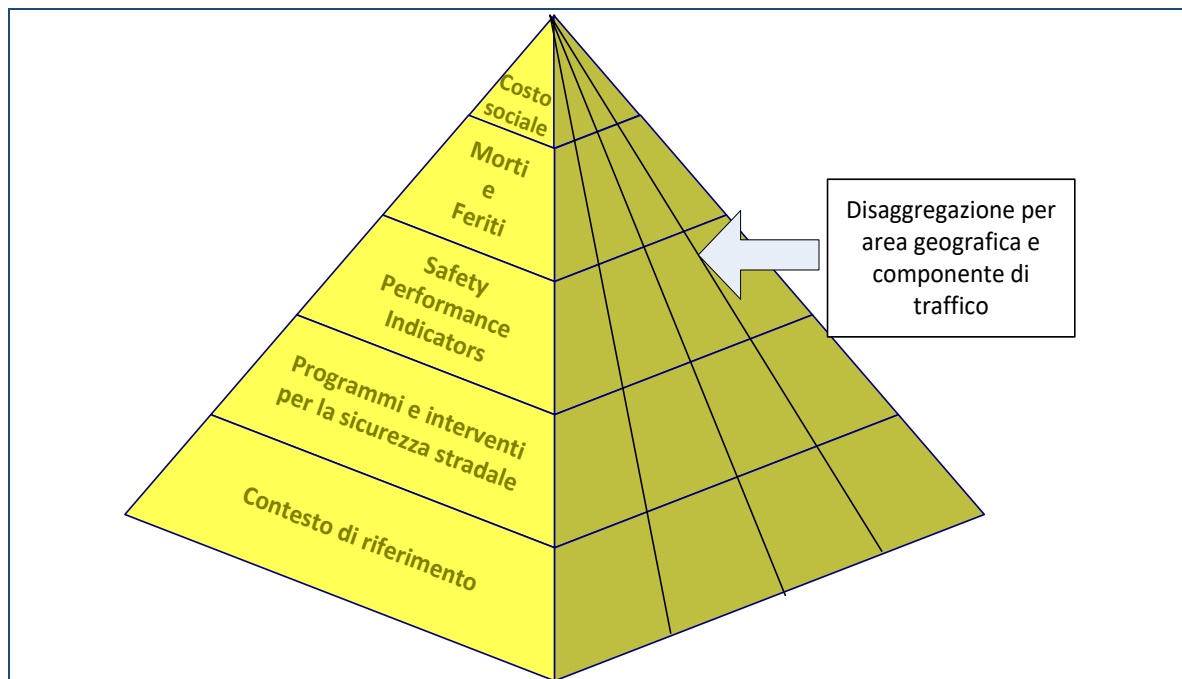 Costo
sociale
Morti
e
Feriti
Safety
Performance
Indicators
Programmi e interventi
per la sicurezza stradale
Contesto di riferimento
Disaggregazione per
area geografica e
componente di
traffico